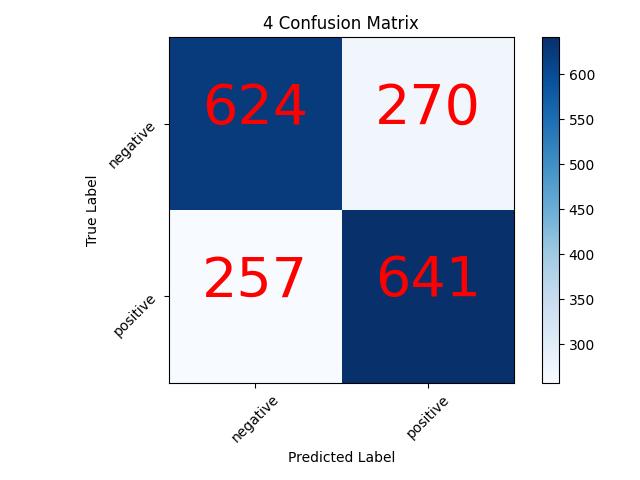 4 Confusion Matrix
True Label
negative
624 270
positive
257 641
negative positive
Predicted Label
600
550
500
450
400
350
300